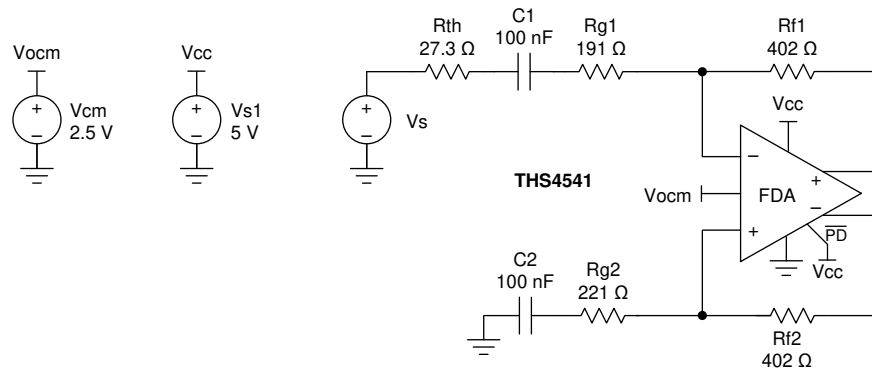 Vocm
Vcm
2.5 V
Vcc
Vs1
5 V
Vs
Rth
27.3 Ω
C1
100 nF
Rg1
191 Ω
Rf1
402 Ω
Vcc
THS4541
Vocm
FDA
PD
Vcc
C2
100 nF
Rg2
221 Ω
Rf2
402 Ω